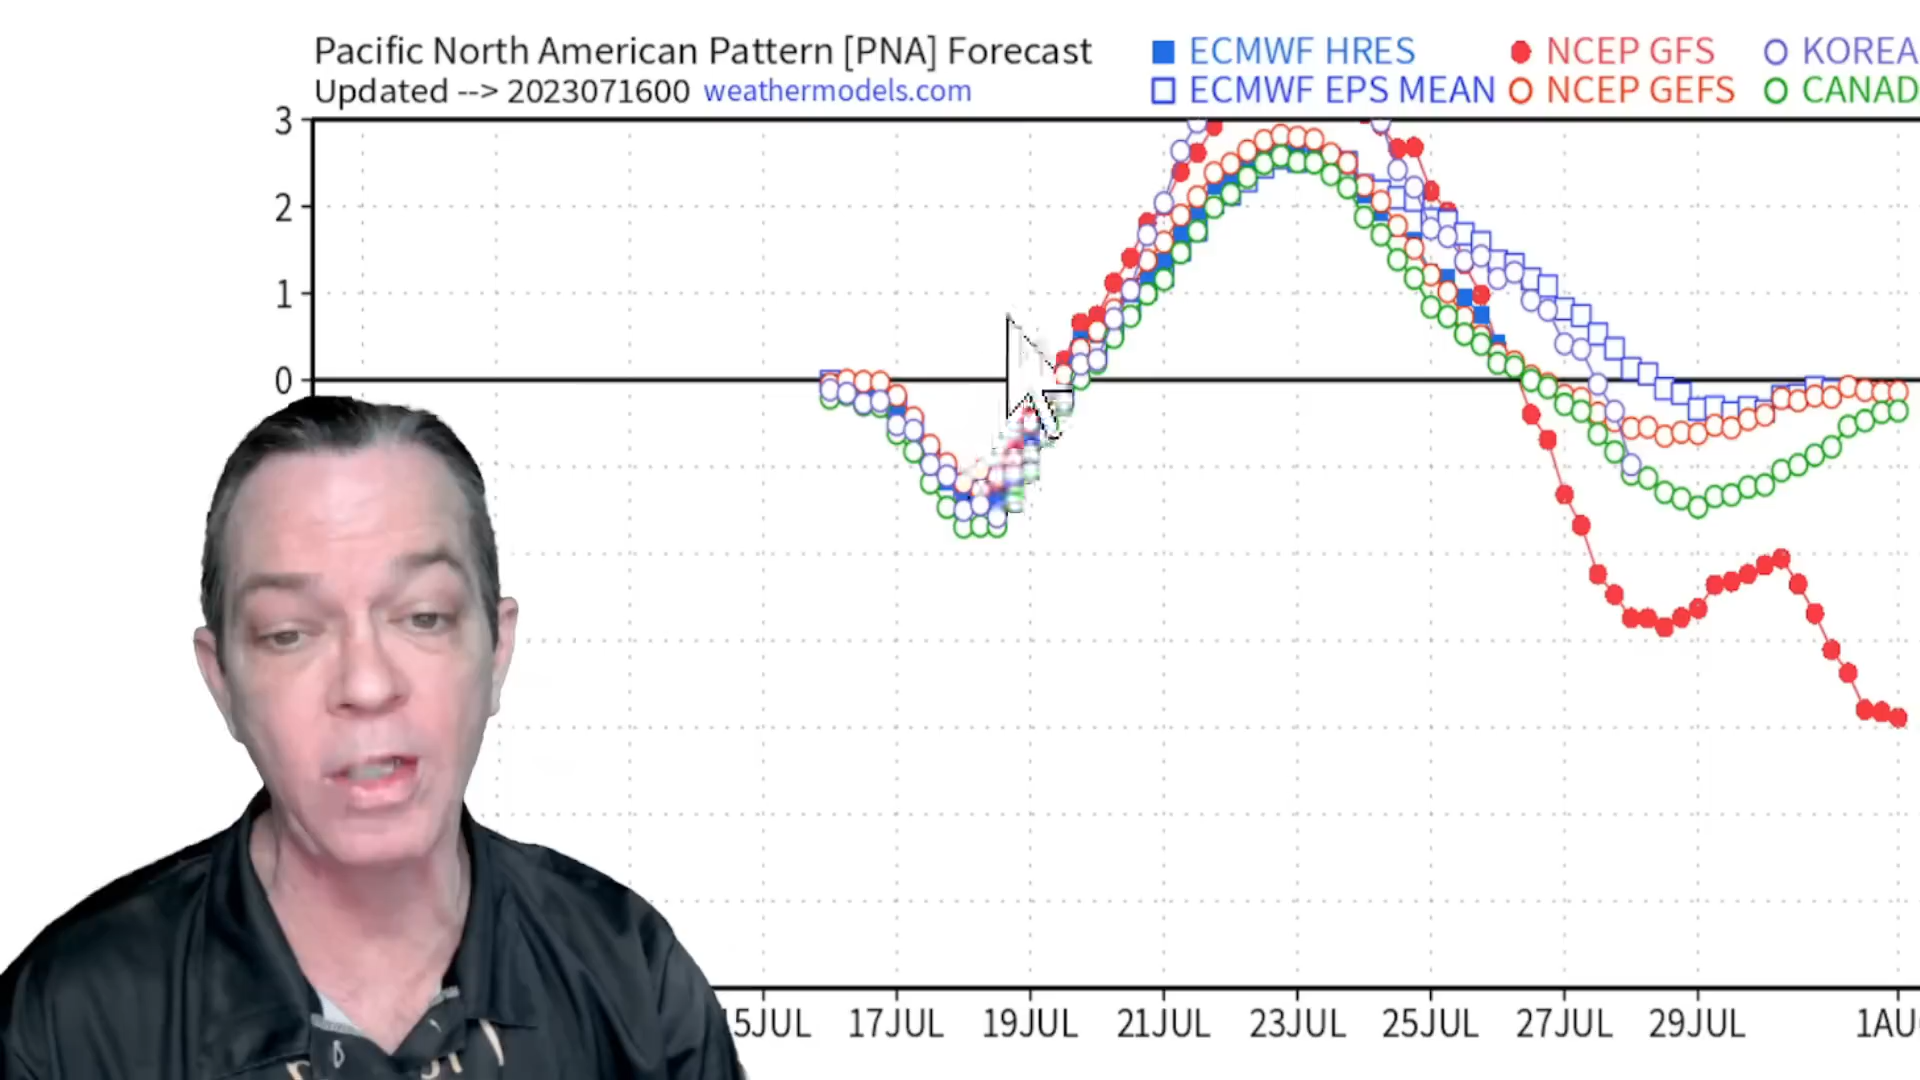 Pacific North American Pattern [PNA] Forecast
Updated --> 2023071600 weathermodels.com
ECMWF HRES
NCEP GFS
KOREA
ECMWF EPS MEAN
NCEP GEFS
CANAD
3
2
1
0
5JUL 17JUL 19JUL 21JUL 23JUL 25JUL 27JUL 29JUL 1AU